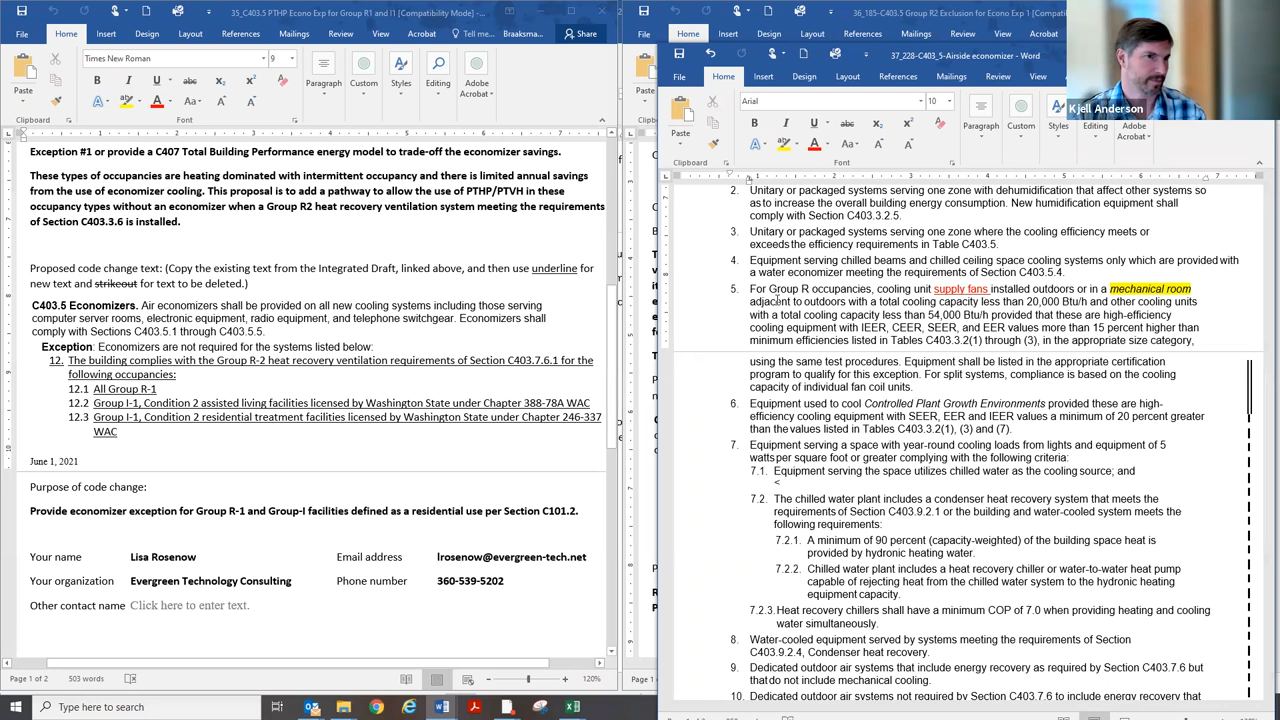 35_C403.5 PTHP Econo Exp for Group R1 and I1 [Compatibility Mode] -...
File Home Insert Design Layout References Mailings Review View Acrobat Tell me... Braaksma... Share
Times New Roman 9
Paste
Font
Paragraph Custom Styles Editing Adobe Acrobat
Exception #1 or provide a C407 Total Building Performance energy model to trade-off the economizer savings.
These types of occupancies are heating dominated with intermittent occupancy and there is limited annual savings
from the use of economizer cooling. This proposal is to add a pathway to allow the use of PTHP/PTVH in these
occupancy types without an economizer when a Group R2 heat recovery ventilation system meeting the requirements
of Section C403.3.6 is installed.
Proposed code change text: (Copy the existing text from the Integrated Draft, linked above, and then use underline for
new text and strikeout for text to be deleted.)
C403.5 Economizers. Air economizers shall be provided on all new cooling systems including those serving
computer server rooms, electronic equipment, radio equipment, and telephone switchgear. Economizers shall
comply with Sections C403.5.1 through C403.5.5.
Exception: Economizers are not required for the systems listed below:
12. The building complies with the Group R-2 heat recovery ventilation requirements of Section C403.7.6.1 for the
following occupancies:
12.1 All Group R-1
12.2 Group I-1, Condition 2 assisted living facilities licensed by Washington State under Chapter 388-78A WAC
12.3 Group I-1, Condition 2 residential treatment facilities licensed by Washington State under Chapter 246-337
WAC
June 1, 2021
Purpose of code change:
Provide economizer exception for Group R-1 and Group-I facilities defined as a residential use per Section C101.2.
Your name Lisa Rosenow Email address lrosenow@evergreen-tech.net
Your organization Evergreen Technology Consulting Phone number 360-539-5202
Other contact name Click here to enter text.
Page 1 of 2 503 words 120%
Type here to search
36_185-C403.5 Group R2 Exclusion for Econo Exp 1 [Compati
File Home Insert Design Layout References Mailings Review View
37_228-C403_5-Airside economizer - Word
File Home Insert Design Layout References Mailings Review View
Arial 10
Paste
Clipboard Font
Paragraph Custom Styles Editing Adobe Acrobat
Kjell Anderson
2. Unitary or packaged systems serving one zone with dehumidification that affect other systems so
as to increase the overall building energy consumption. New humidification equipment shall
comply with Section C403.3.2.5.
3. Unitary or packaged systems serving one zone where the cooling efficiency meets or
exceeds the efficiency requirements in Table C403.5.
4. Equipment serving chilled beams and chilled ceiling space cooling systems only which are provided with
a water economizer meeting the requirements of Section C403.5.4.
5. For Group R occupancies, cooling unit supply fans installed outdoors or in a mechanical room
adjacent to outdoors with a total cooling capacity less than 20,000 Btu/h and other cooling units
with a total cooling capacity less than 54,000 Btu/h provided that these are high-efficiency
cooling equipment with IEER, CEER, SEER, and EER values more than 15 percent higher than
minimum efficiencies listed in Tables C403.3.2(1) through (3), in the appropriate size category,
using the same test procedures. Equipment shall be listed in the appropriate certification
program to qualify for this exception. For split systems, compliance is based on the cooling
capacity of individual fan coil units.
6. Equipment used to cool Controlled Plant Growth Environments provided these are high-
efficiency cooling equipment with SEER, EER and IEER values a minimum of 20 percent greater
than the values listed in Tables C403.3.2(1), (3) and (7).
7. Equipment serving a space with year-round cooling loads from lights and equipment of 5
watts per square foot or greater complying with the following criteria:
7.1. Equipment serving the space utilizes chilled water as the cooling source; and
<
7.2. The chilled water plant includes a condenser heat recovery system that meets the
requirements of Section C403.9.2.1 or the building and water-cooled system meets the
following requirements:
7.2.1. A minimum of 90 percent (capacity-weighted) of the building space heat is
provided by hydronic heating water.
7.2.2. Chilled water plant includes a heat recovery chiller or water-to-water heat pump
capable of rejecting heat from the chilled water system to the hydronic heating
equipment capacity.
7.2.3. Heat recovery chillers shall have a minimum COP of 7.0 when providing heating and cooling
water simultaneously.
8. Water-cooled equipment served by systems meeting the requirements of Section
C403.9.2.4, Condenser heat recovery.
9. Dedicated outdoor air systems that include energy recovery as required by Section C403.7.6 but
that do not include mechanical cooling.
10. Dedicated outdoor air systems not required by Section C403.7.6 to include energy recovery that